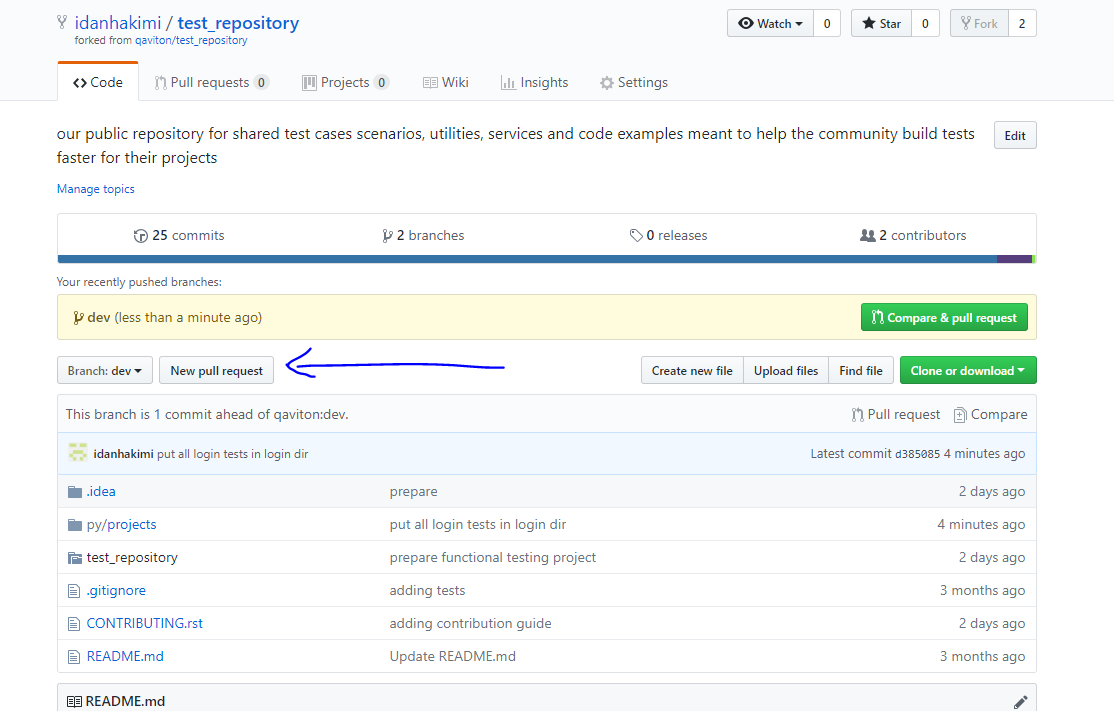 idanhakimi / test_repository
forked from qaviton/test_repository
Watch 0 Star 0 Fork 2
Code Pull requests 0 Projects 0 Wiki Insights Settings
our public repository for shared test cases scenarios, utilities, services and code examples meant to help the community build tests
faster for their projects
Edit
Manage topics
25 commits 2 branches 0 releases 2 contributors
Your recently pushed branches:
dev (less than a minute ago) Compare & pull request
Branch: dev New pull request Create new file Upload files Find file Clone or download
This branch is 1 commit ahead of qaviton:dev. Pull request Compare
idanhakimi put all login tests in login dir Latest commit d385085 4 minutes ago
.idea prepare 2 days ago
py/projects put all login tests in login dir 4 minutes ago
test_repository prepare functional testing project 2 days ago
.gitignore adding tests 3 months ago
CONTRIBUTING.rst adding contribution guide 2 days ago
README.md Update README.md 3 months ago
README.md